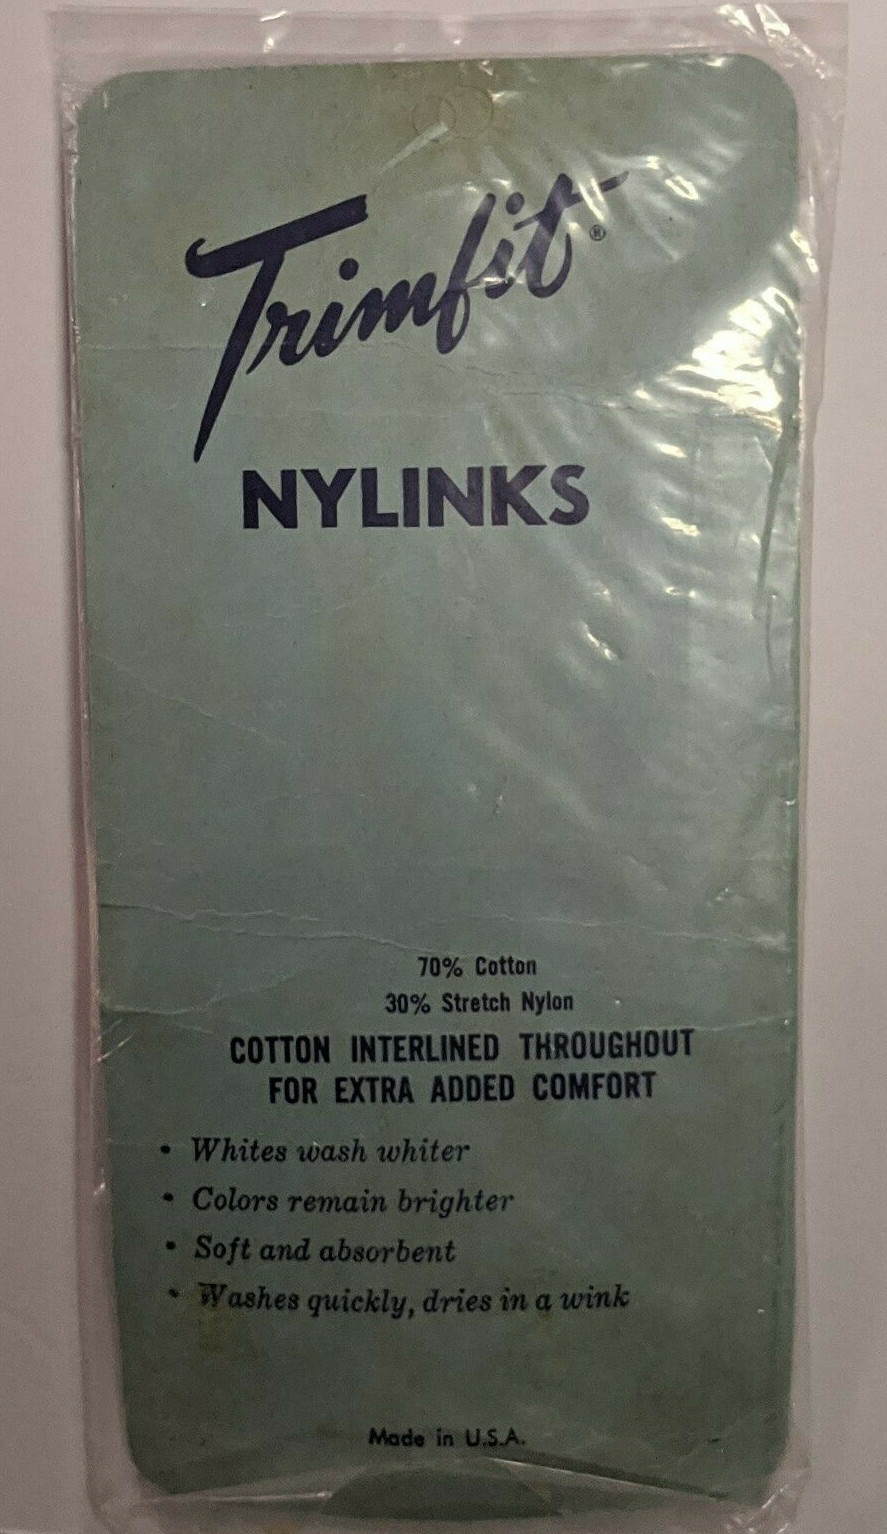 Trimfit®
NYLINKS
70% Cotton
30% Stretch Nylon
COTTON INTERLINED THROUGHOUT
FOR EXTRA ADDED COMFORT
• Whites wash whiter
• Colors remain brighter
• Soft and absorbent
• Washes quickly, dries in a wink
Made in U.S.A.